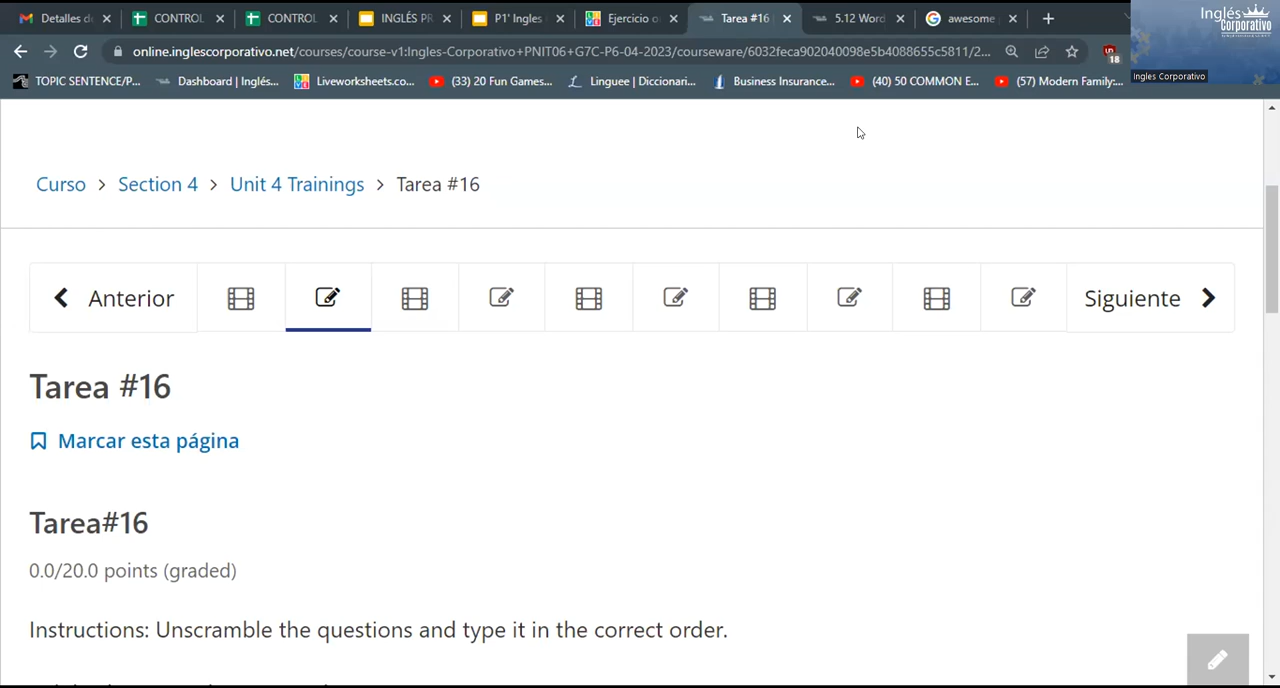 Detalles de
CONTROL
CONTROL
INGLÉS PR
P1' Ingles
Ejercicio o
Tarea #16
5.12 Word
awesome
Inglés
Corporativo
online.inglescorporativo.net/courses/course-v1:Ingles-Corporativo+PNIT06+G7C-P6-04-2023/courseware/6032feca902040098e5b4088655c5811/2...
18
Ingles Corporativo
TOPIC SENTENCE/P...
Dashboard | Inglés...
Liveworksheets.co...
(33) 20 Fun Games...
Linguee | Diccionari...
Business Insurance...
(40) 50 COMMON E...
(57) Modern Family:...
Curso > Section 4 > Unit 4 Trainings > Tarea #16
Anterior
Siguiente
Tarea #16
Marcar esta página
Tarea#16
0.0/20.0 points (graded)
Instructions: Unscramble the questions and type it in the correct order.